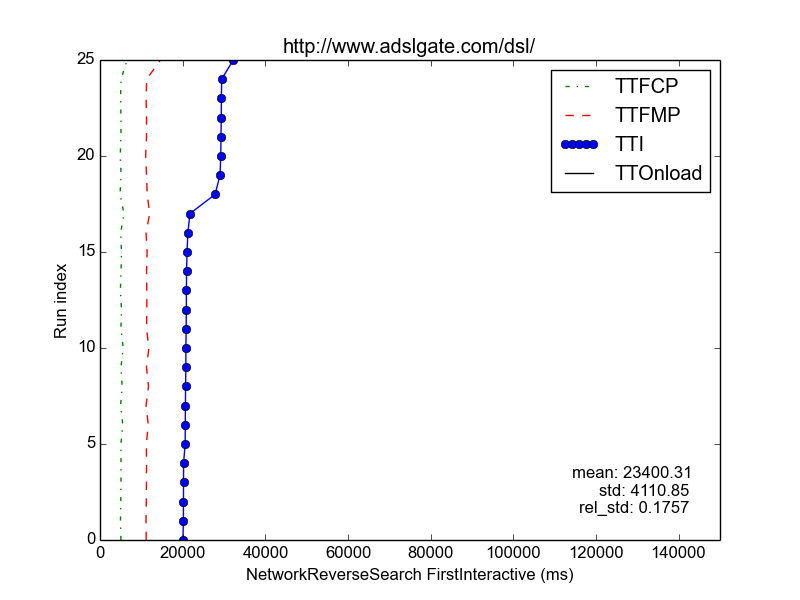 http://www.adslgate.com/dsl/
TTFCP
TTFMP
TTI
TTOnload
Run index
25
20
15
10
5
0
mean: 23400.31
std: 4110.85
rel_std: 0.1757
0 20000 40000 60000 80000 100000 120000 140000
NetworkReverseSearch FirstInteractive (ms)